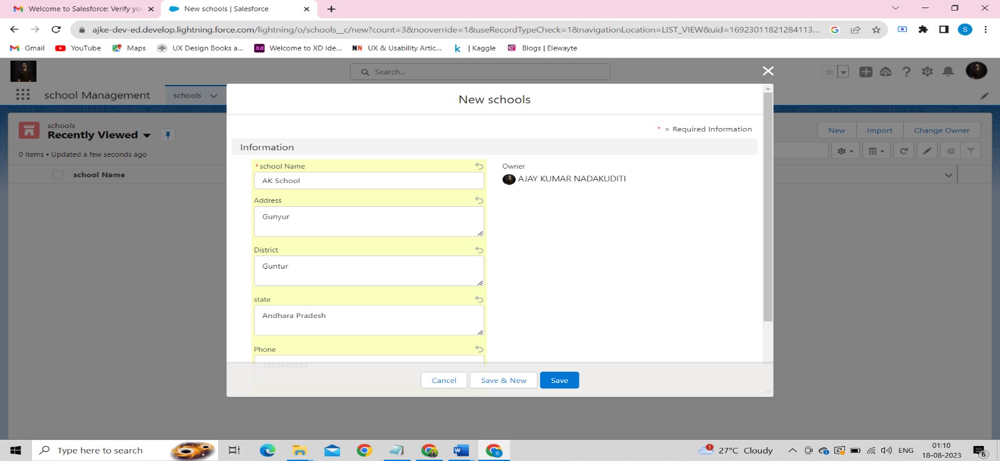 Welcome to Salesforce: Verify yo
New schools | Salesforce
ajke-dev-ed.develop.lightning.force.com/lightning/o/schools__c/new?count=3&nooverride=1&useRecordTypeCheck=1&navigationLocation=LIST_VIEW&uid=16923011821284113...
S
Gmail
YouTube
Maps
UX Design Books a...
Xd Welcome to XD Ide...
NN UX & Usability Artic...
k | Kaggle
Blogs | Elewayte
Search...
school Management
schools
New schools
* = Required Information
schools
Recently Viewed
New
Import
Change Owner
0 items • Updated a few seconds ago
school Name
Information
*school Name
AK School
Owner
AJAY KUMAR NADAKUDITI
Address
Gunyur
District
Guntur
state
Andhara Pradesh
Phone
7893640534
Cancel
Save & New
Save
Type here to search
1
27°C Cloudy
ENG
01:10
18-08-2023
6